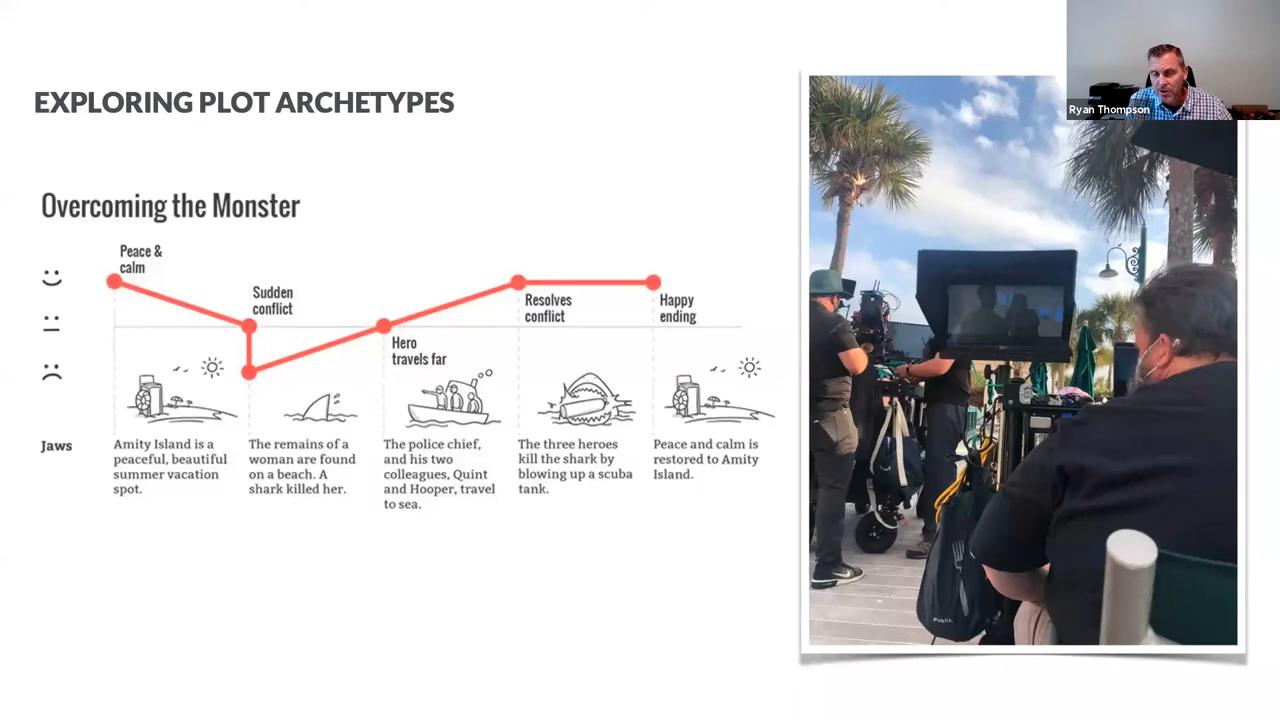 EXPLORING PLOT ARCHETYPES
Ryan Thompson
Overcoming the Monster
Peace &
calm
Sudden
conflict
Hero
travels far
Resolves
conflict
Happy
ending
Jaws
Amity Island is a
peaceful, beautiful
summer vacation
spot.
The remains of a
woman are found
on a beach. A
shark killed her.
The police chief,
and his two
colleagues, Quint
and Hooper, travel
to sea.
The three heroes
kill the shark by
blowing up a scuba
tank.
Peace and calm is
restored to Amity
Island.
Publix.